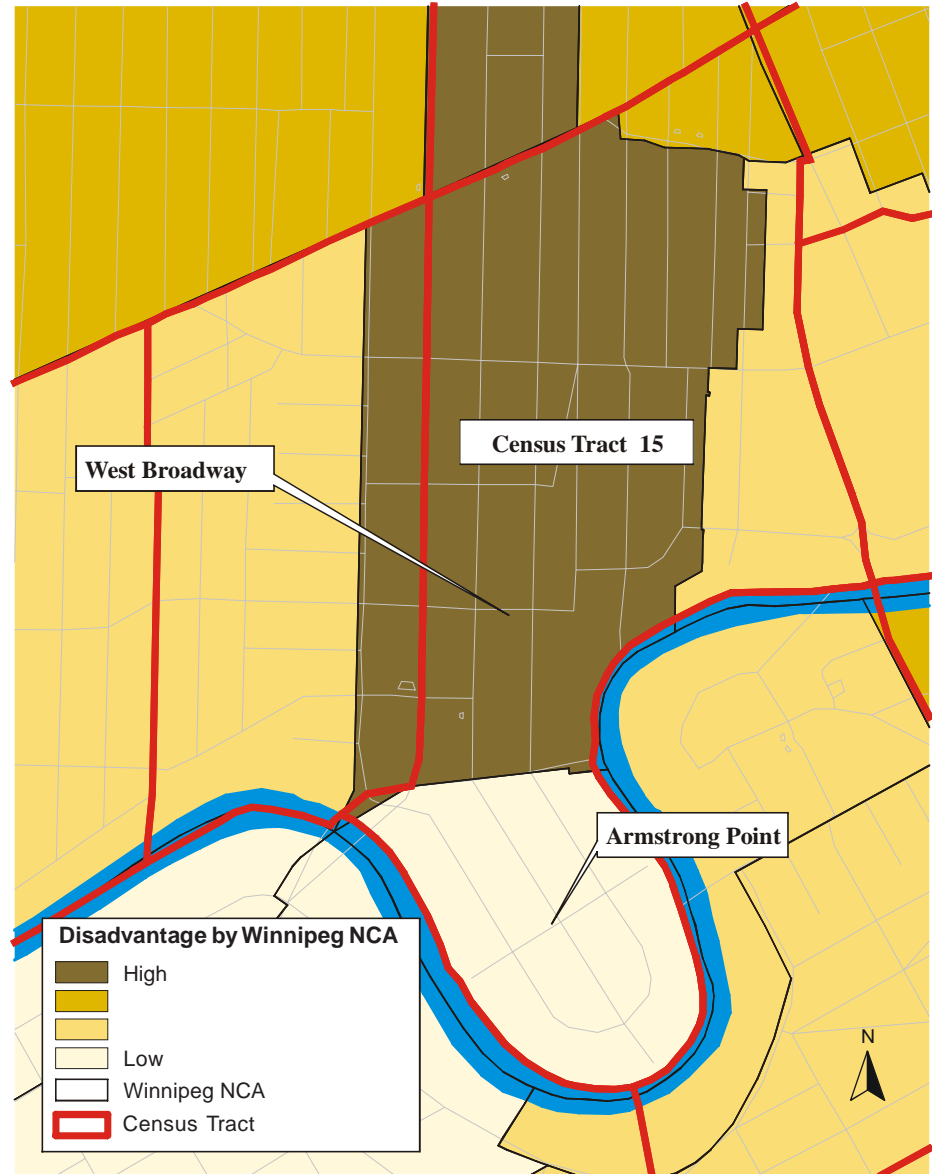 Census Tract 15
West Broadway
Armstrong Point
Disadvantage by Winnipeg NCA
High
Low
Winnipeg NCA
Census Tract
N